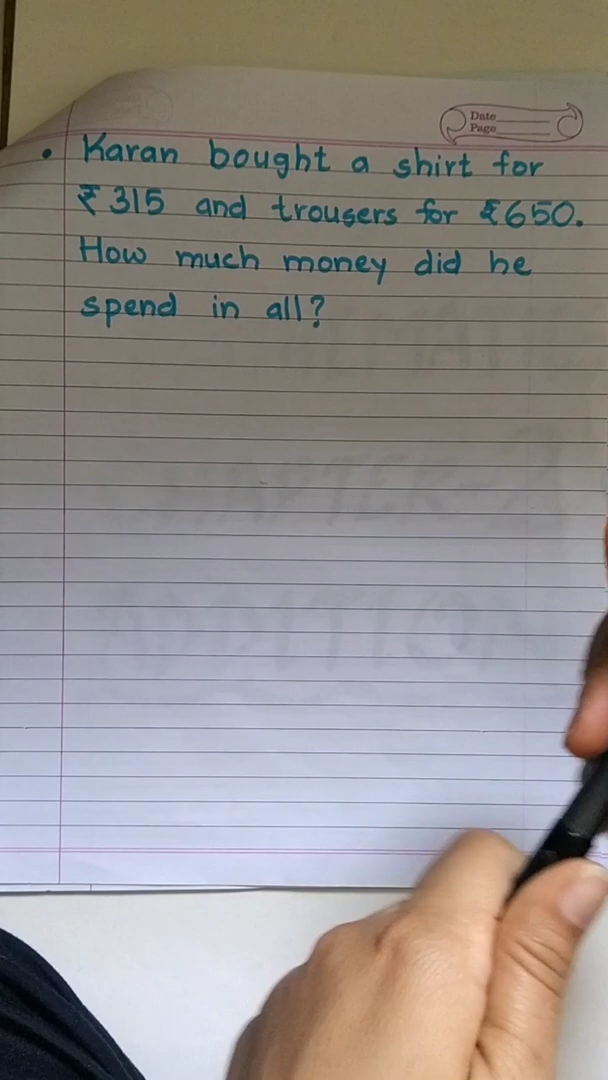 Date
Page
• Karan bought a shirt for
₹315 and trousers for ₹650.
How much money did he
spend in all?